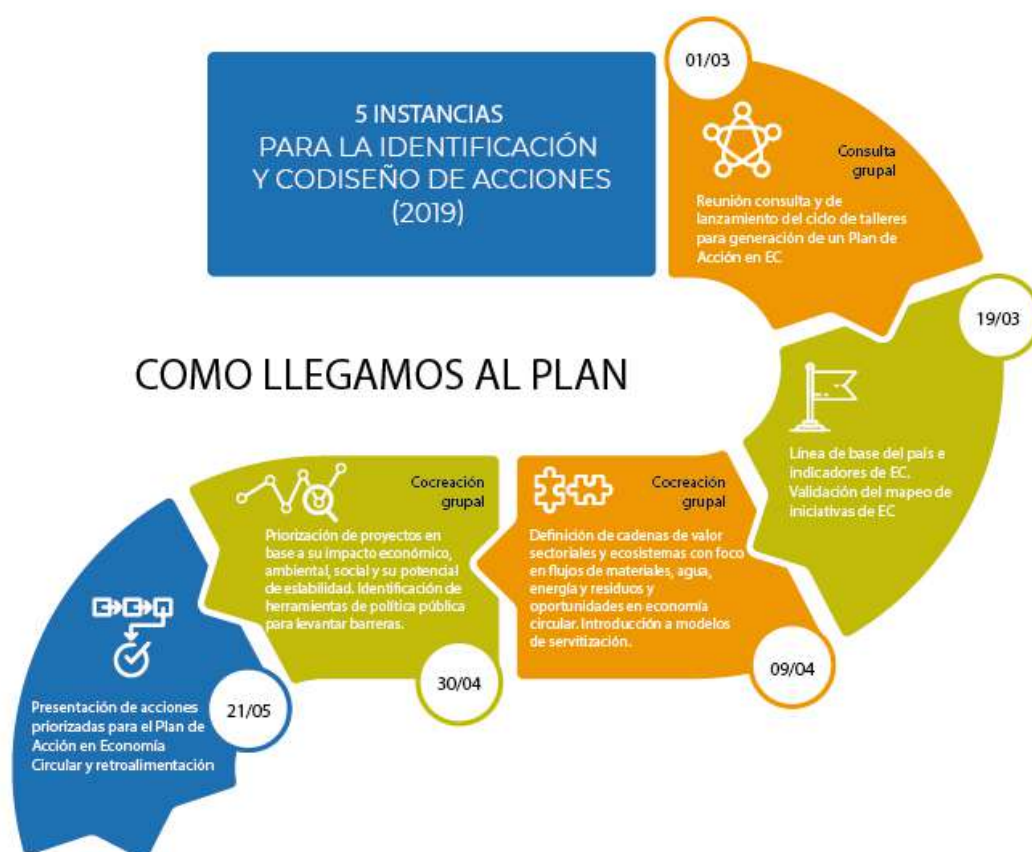 5 INSTANCIAS
PARA LA IDENTIFICACIÓN
Y CODISEÑO DE ACCIONES
(2019)
01/03
Consulta
grupal
Reunión consulta y de
lanzamiento del ciclo de talleres
para generación de un Plan de
Acción en EC
19/03
Línea de base del país e
indicadores de EC.
Validación del mapeo de
iniciativas de EC
COMO LLEGAMOS AL PLAN
Cocreación
grupal
Definición de cadenas de valor
sectoriales y ecosistemas con foco
en flujos de materiales, agua,
energía y residuos y
oportunidades en economía
circular. Introducción a modelos
de servitización.
09/04
Cocreación
grupal
Priorización de proyectos en
base a su impacto económico,
ambiental, social y su potencial
de eslabilidad. Identificación de
herramientas de política pública
para levantar barreras.
30/04
Presentación de acciones
priorizadas para el Plan de
Acción en Economía
Circular y retroalimentación
21/05